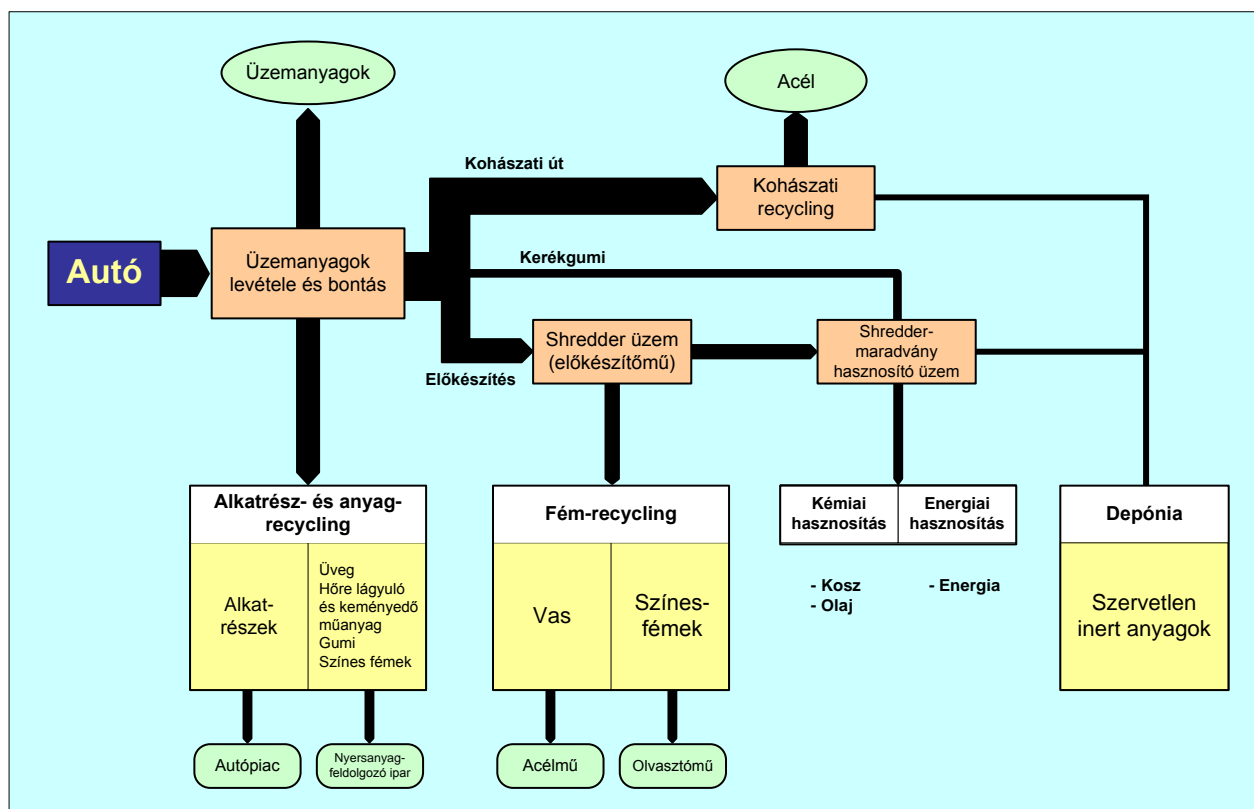 Üzemanyagok
Acél
Kohászati út
Kohászati
recycling
Autó
Üzemanyagok
levétele és bontás
Kerékgumi
Előkészítés
Shredder üzem
(előkészítőmű)
Shredder-
maradvány
hasznosító üzem
Alkatrész- és anyag-
recycling
Alkat-
részek
Üveg
Hőre lágyuló
és keményedő
műanyag
Gumi
Színes fémek
Fém-recycling
Vas
Színes-
fémek
Kémiai
hasznosítás
Energiai
hasznosítás
- Kosz
- Olaj
- Energia
Depónia
Szervetlen
inert anyagok
Autópiac
Nyersanyag-
feldolgozó ipar
Acélmű
Olvasztómű